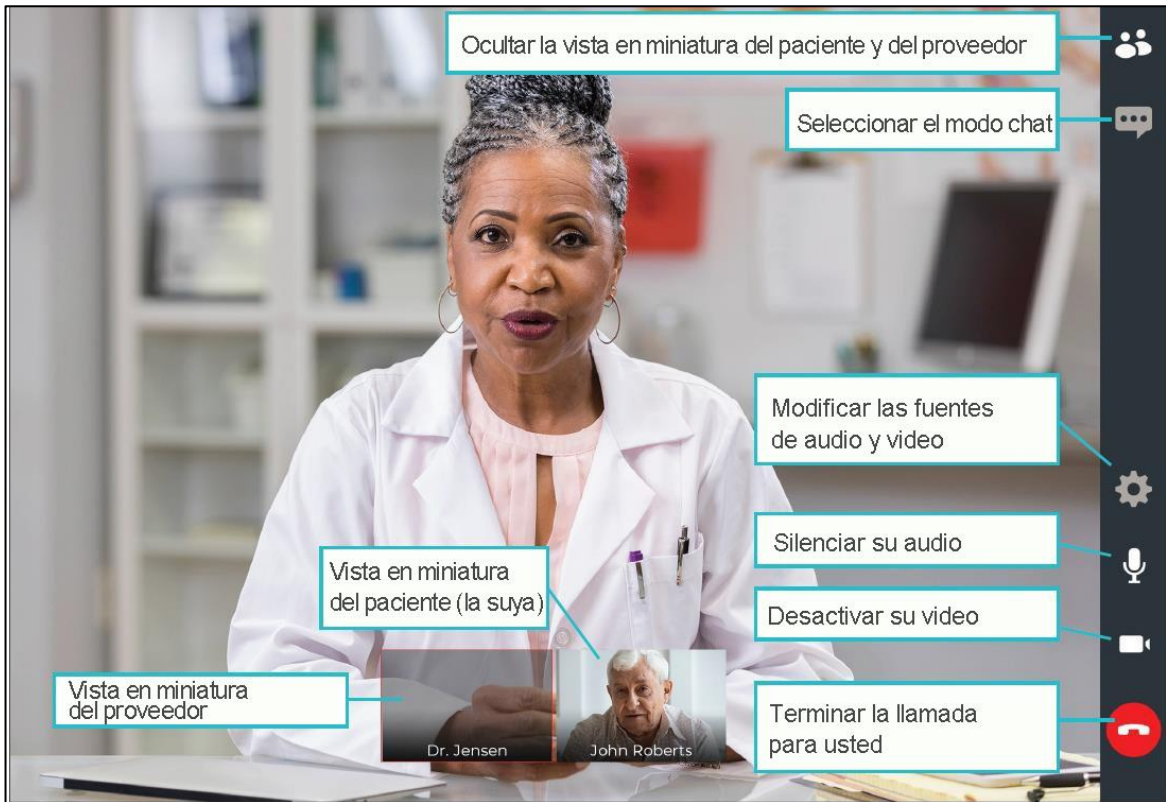 Ocultar la vista en miniatura del paciente y del proveedor
Seleccionar el modo chat
Modificar las fuentes
de audio y video
Silenciar su audio
Vista en miniatura
del paciente (la suya)
Desactivar su video
Vista en miniatura
del proveedor
Terminar la llamada
para usted
Dr. Jensen
John Roberts